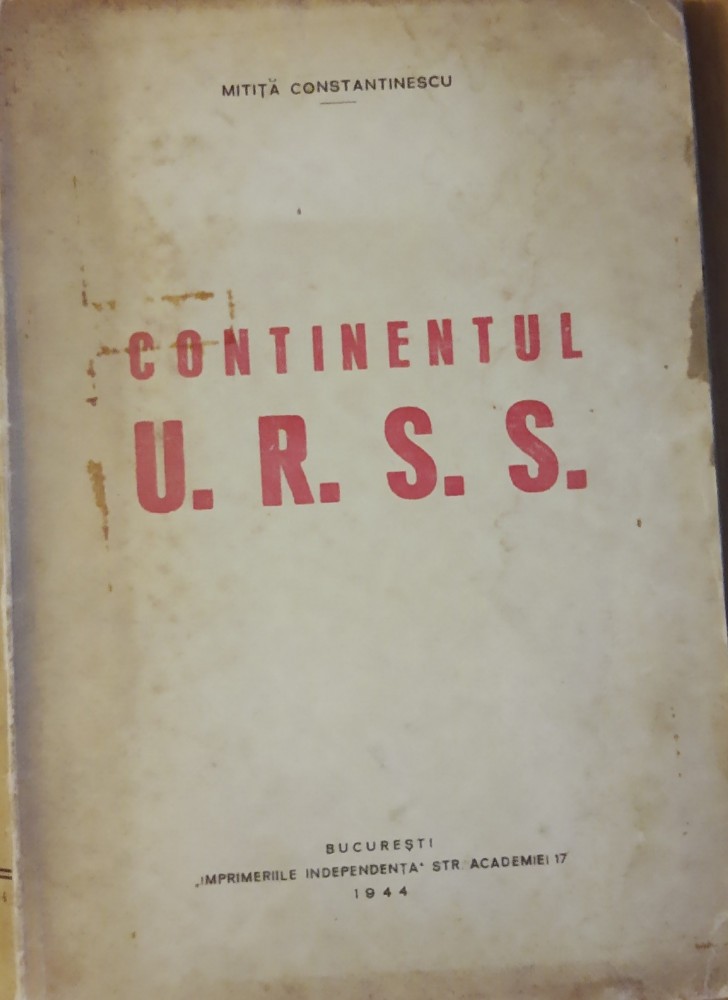 MITIȚĂ CONSTANTINESCU
CONTINENTUL
U. R. S. S.
BUCUREȘTI
„IMPRIMERIILE INDEPENDENȚA“ STR. ACADEMIEI 17
1944